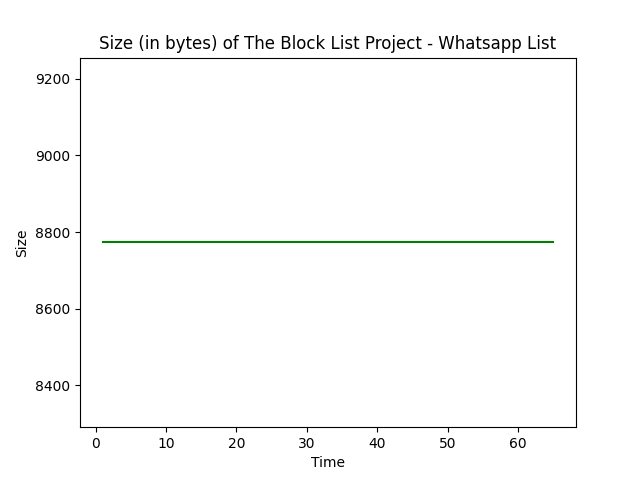 Size (in bytes) of The Block List Project - Whatsapp List
9200
9000
8800
8600
8400
Size
0 10 20 30 40 50 60
Time